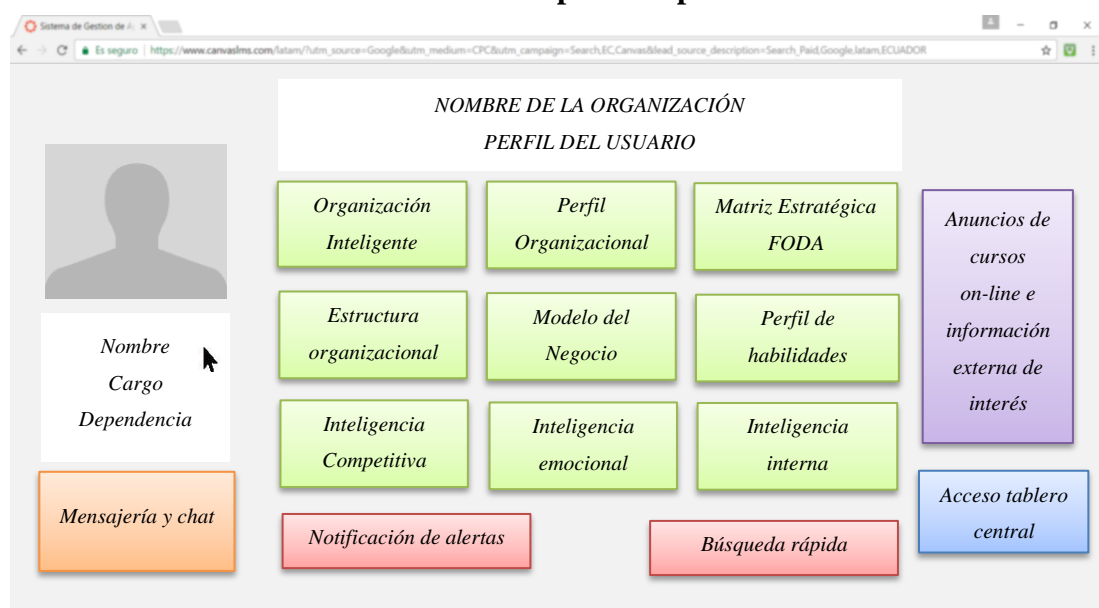 Sistema de Gestion de A
Es seguro | https://www.canvaslms.com/latam/?utm_source=Google&utm_medium=CPC&utm_campaign=Search,EC,Canvas&lead_source_description=Search_Paid,Google,latam,ECUADOR
NOMBRE DE LA ORGANIZACIÓN
PERFIL DEL USUARIO
Organización
Inteligente
Perfil
Organizacional
Matriz Estratégica
FODA
Anuncios de
cursos
on-line e
información
externa de
interés
Estructura
organizacional
Modelo del
Negocio
Perfil de
habilidades
Nombre
Cargo
Dependencia
Inteligencia
Competitiva
Inteligencia
emocional
Inteligencia
interna
Mensajería y chat
Notificación de alertas
Búsqueda rápida
Acceso tablero
central